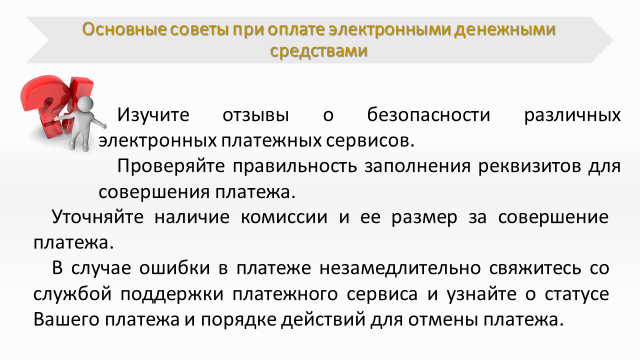 Основные советы при оплате электронными денежными
средствами
?!
Изучите отзывы о безопасности различных
электронных платежных сервисов.
Проверяйте правильность заполнения реквизитов для
совершения платежа.
Уточняйте наличие комиссии и ее размер за совершение
платежа.
В случае ошибки в платеже незамедлительно свяжитесь со
службой поддержки платежного сервиса и узнайте о статусе
Вашего платежа и порядке действий для отмены платежа.